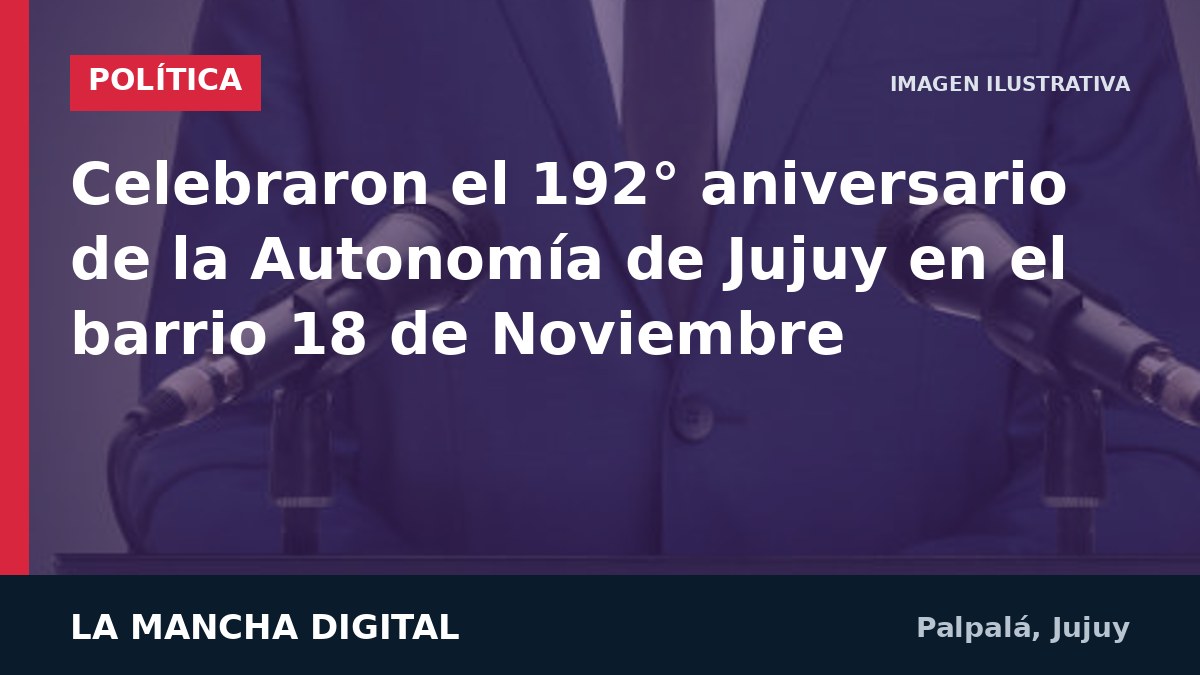 POLÍTICA
IMAGEN ILUSTRATIVA
Celebraron el 192° aniversario
de la Autonomía de Jujuy en el
barrio 18 de Noviembre
LA MANCHA DIGITAL
Palpalá, Jujuy